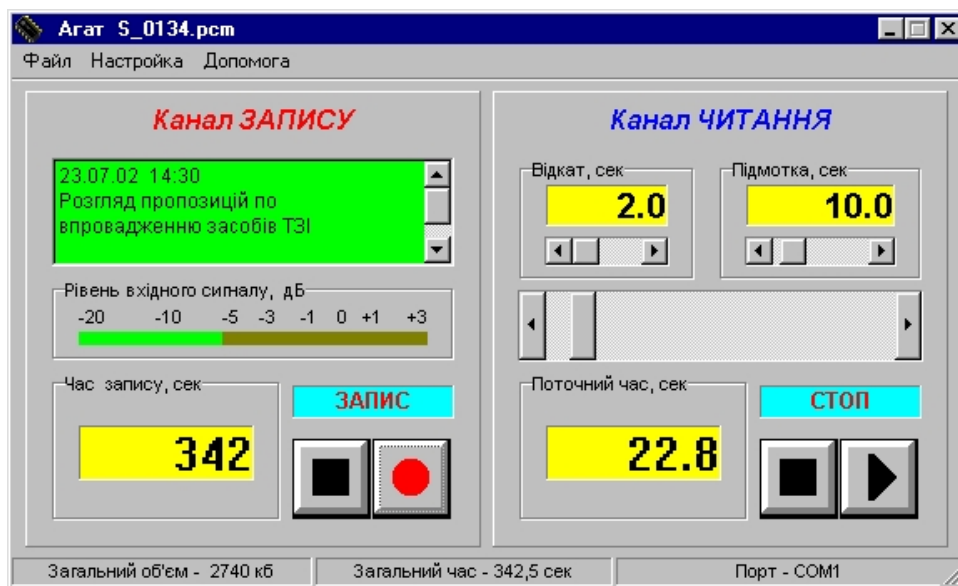 Агат S_0134.pcm
Файл Настройка Допомога
Канал ЗАПИСУ
23.07.02 14:30
Розгляд пропозицій по
впровадженню засобів ТЗІ
Рівень вхідного сигналу, дБ
-20 -10 -5 -3 -1 0 +1 +3
Час запису, сек
342
ЗАПИС
Канал ЧИТАННЯ
Відкат, сек
2.0
Підмотка, сек
10.0
Поточний час, сек
22.8
СТОП
Загальний об'єм - 2740 кб
Загальний час - 342,5 сек
Порт - COM1